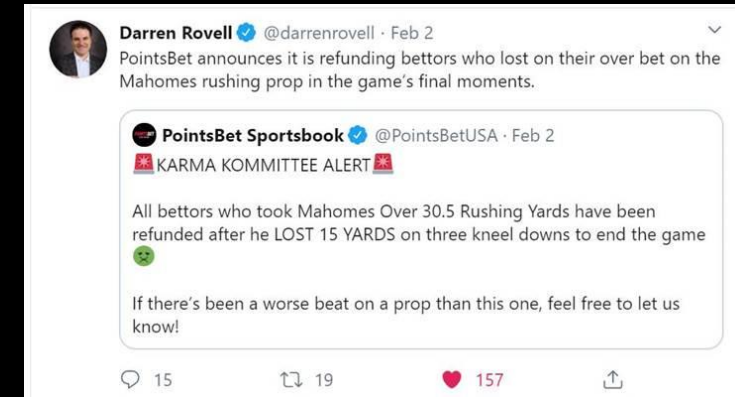 Darren Rovell @darrenrovell · Feb 2
PointsBet announces it is refunding bettors who lost on their over bet on the
Mahomes rushing prop in the game's final moments.
PointsBet Sportsbook @PointsBetUSA · Feb 2
🚨KARMA KOMMITTEE ALERT🚨
All bettors who took Mahomes Over 30.5 Rushing Yards have been
refunded after he LOST 15 YARDS on three kneel downs to end the game
🤢
If there's been a worse beat on a prop than this one, feel free to let us
know!
15 19 157